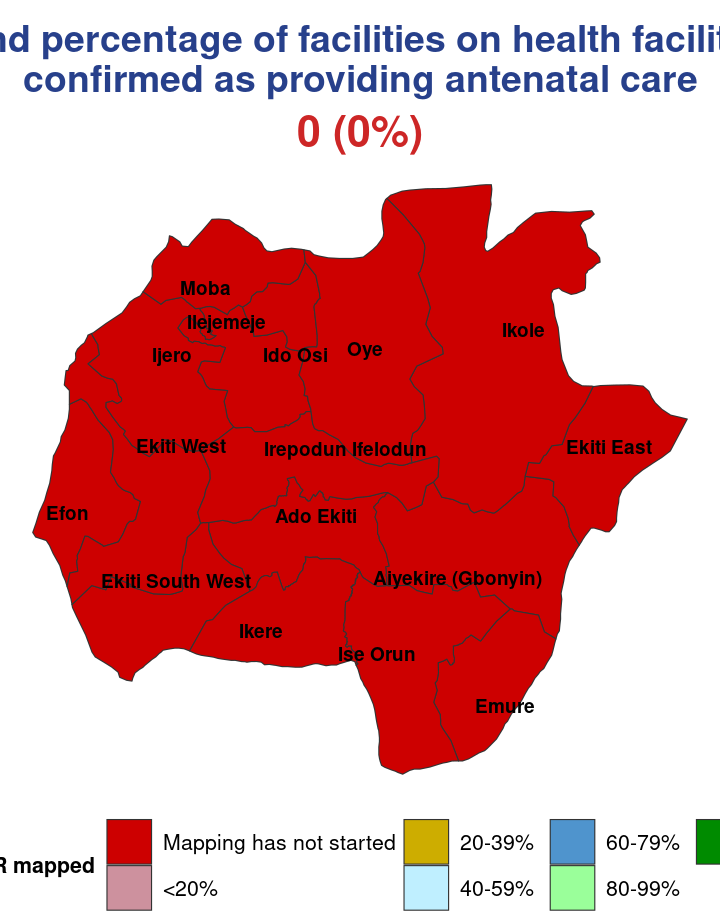 nd percentage of facilities on health facilit
confirmed as providing antenatal care
0 (0%)
Moba
Ilejemeje
Ikole
Ijero
Ido Osi
Oye
Ekiti West
Irepodun Ifelodun
Ekiti East
Efon
Ado Ekiti
Ekiti South West
Aiyekire (Gbonyin)
Ikere
Ise Orun
Emure
R mapped
Mapping has not started
20-39%
60-79%
<20%
40-59%
80-99%